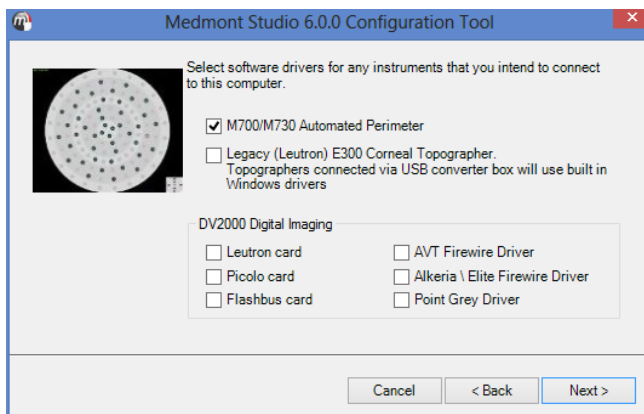 Medmont Studio 6.0.0 Configuration Tool
Select software drivers for any instruments that you intend to connect
to this computer.
M700/M730 Automated Perimeter
Legacy (Leutron) E300 Corneal Topographer.
Topographers connected via USB converter box will use built in
Windows drivers
DV2000 Digital Imaging
Leutron card
AVT Firewire Driver
Picolo card
Alkeria \ Elite Firewire Driver
Flashbus card
Point Grey Driver
Cancel
< Back
Next >